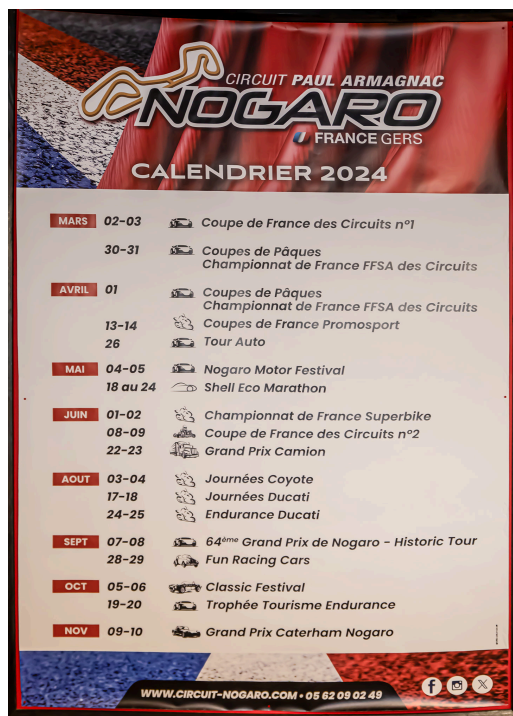 CIRCUIT PAUL ARMAGNAC
NOGARO
FRANCE GERS
CALENDRIER 2024
MARS 02-03 Coupe de France des Circuits n°1
30-31 Coupes de Pâques
Championnat de France FFSA des Circuits
AVRIL 01 Coupes de Pâques
Championnat de France FFSA des Circuits
13-14 Coupes de France Promosport
26 Tour Auto
MAI 04-05 Nogaro Motor Festival
18 au 24 Shell Eco Marathon
JUIN 01-02 Championnat de France Superbike
08-09 Coupe de France des Circuits n°2
22-23 Grand Prix Camion
AOUT 03-04 Journées Coyote
17-18 Journées Ducati
24-25 Endurance Ducati
SEPT 07-08 64ème Grand Prix de Nogaro - Historic Tour
28-29 Fun Racing Cars
OCT 05-06 Classic Festival
19-20 Trophée Tourisme Endurance
NOV 09-10 Grand Prix Caterham Nogaro
WWW.CIRCUIT-NOGARO.COM • 05 62 09 02 49